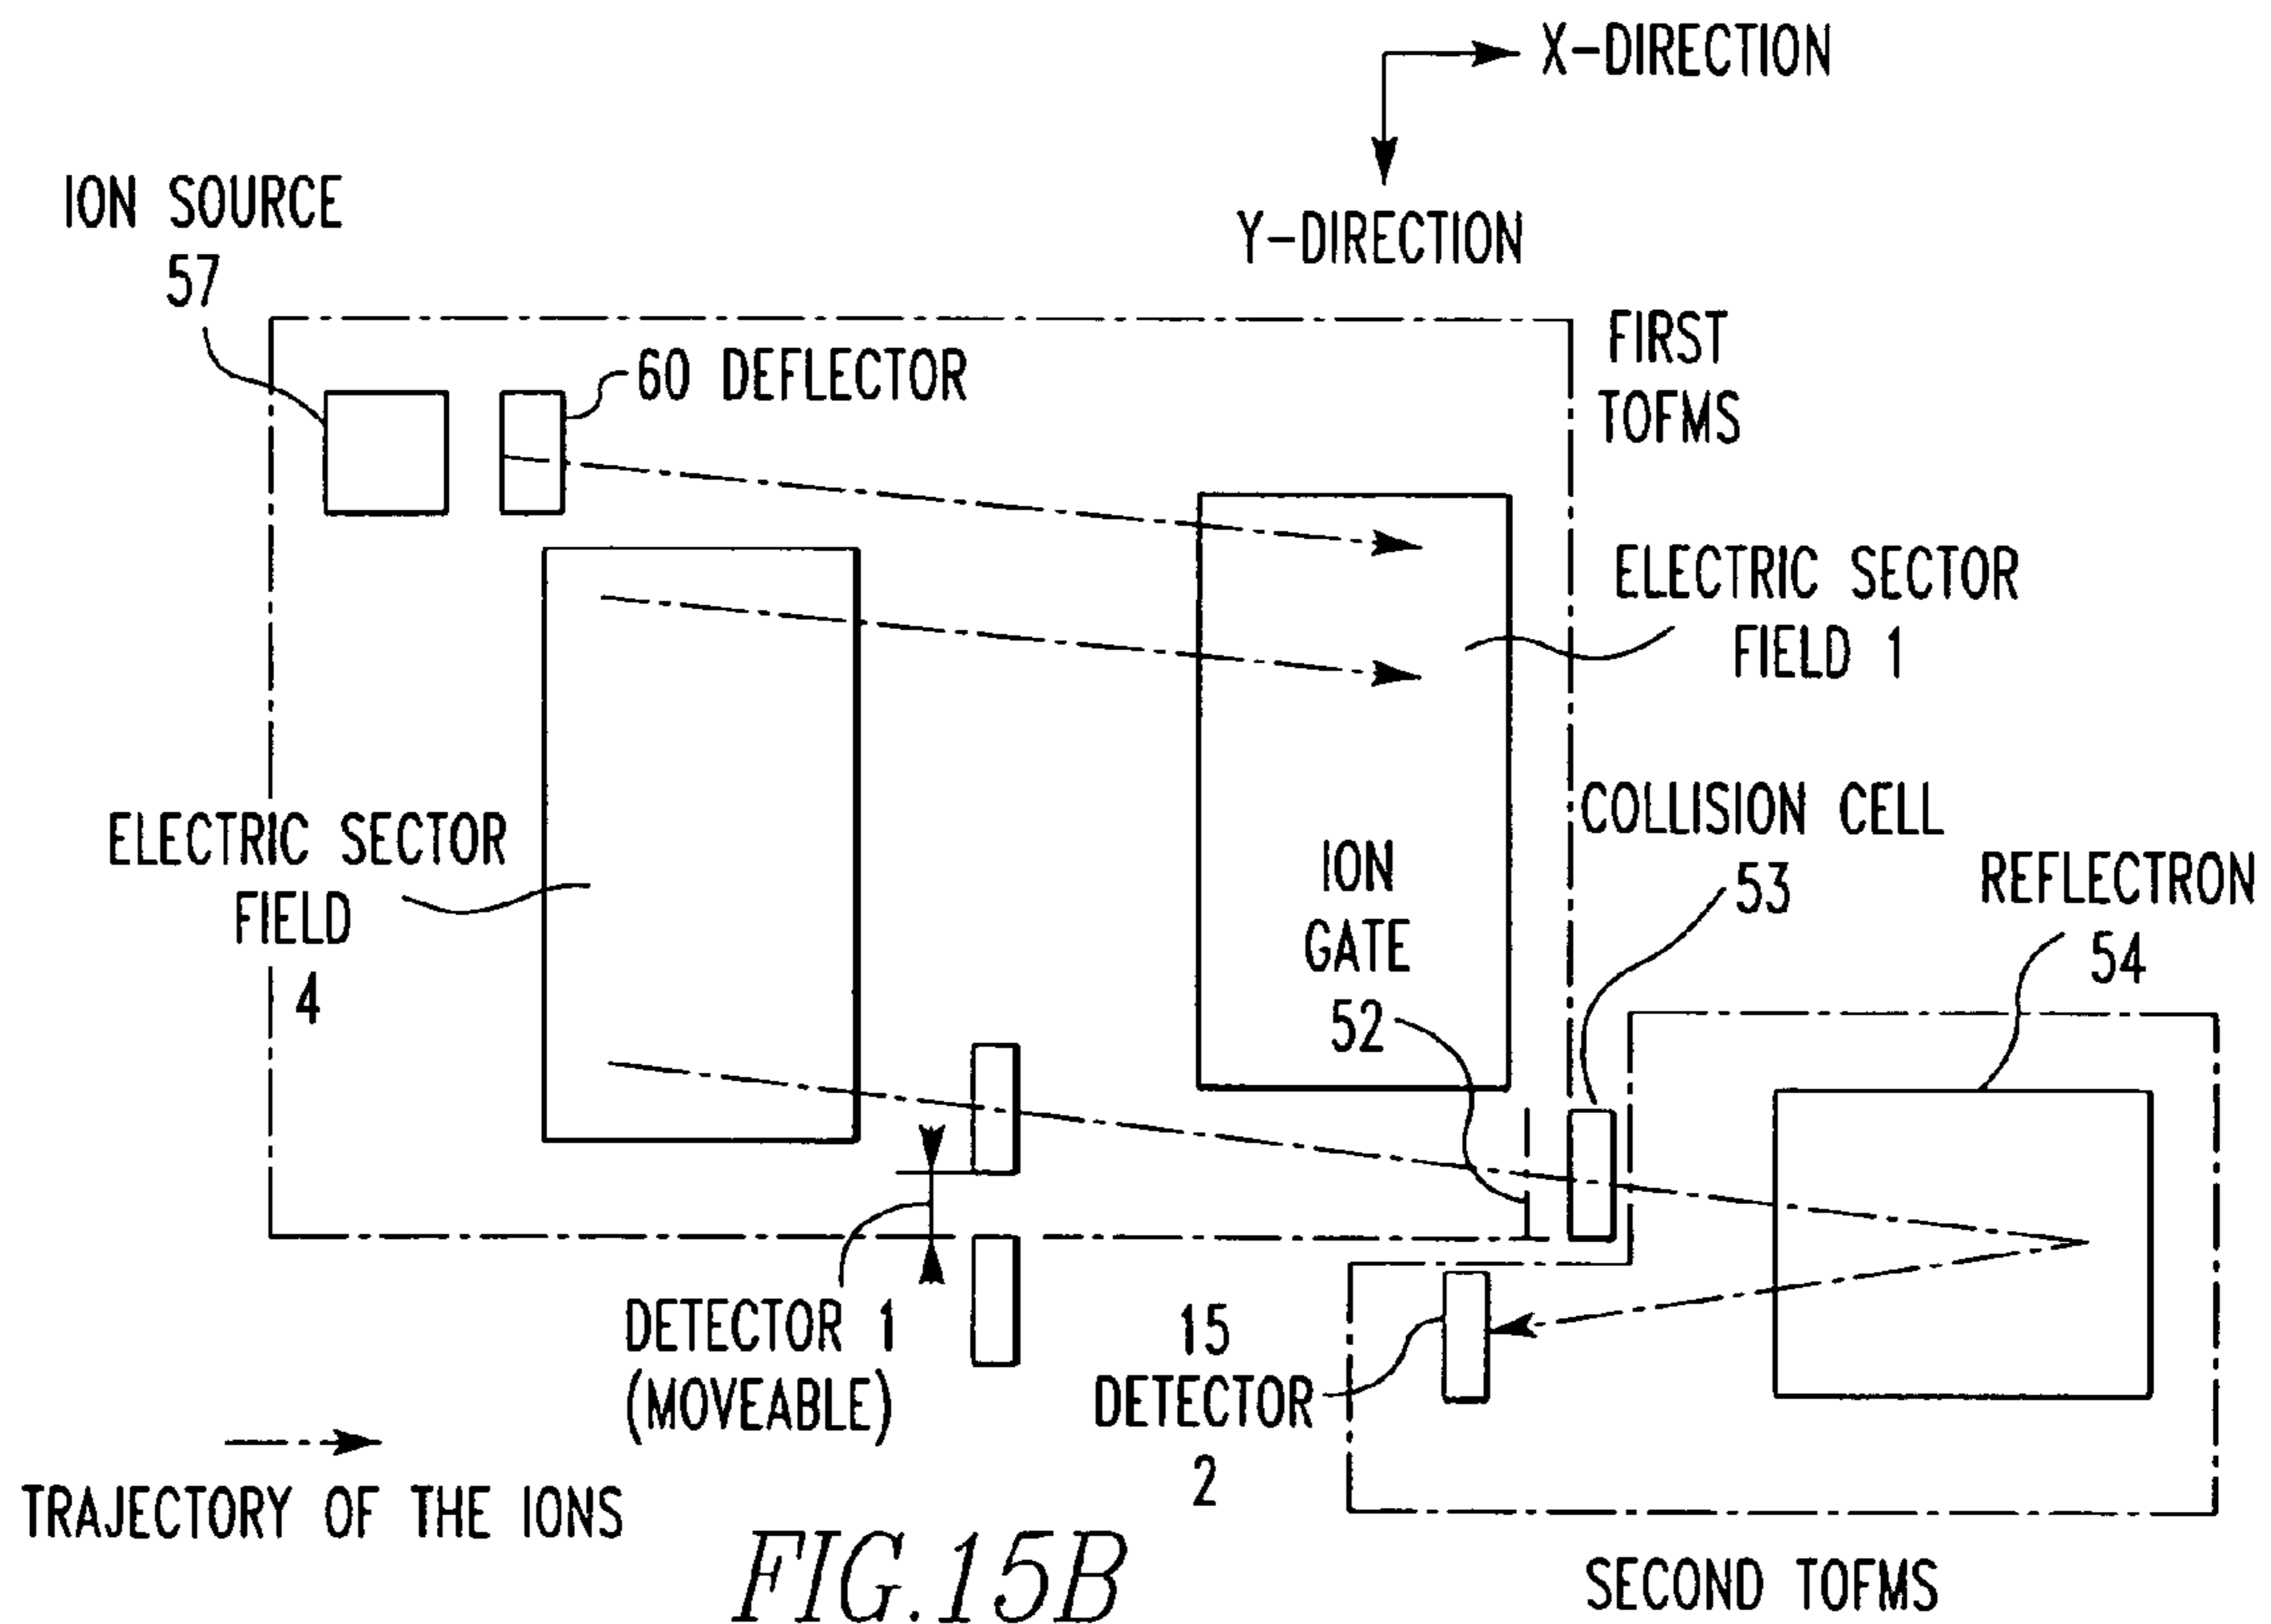 X-DIRECTION
Y-DIRECTION
ION SOURCE
57
60 DEFLECTOR
FIRST
TOFMS
ELECTRIC SECTOR
FIELD 1
ELECTRIC SECTOR
FIELD
4
ION
GATE
52
COLLISION CELL
53
REFLECTRON
54
DETECTOR 1
(MOVEABLE)
15
DETECTOR
2
TRAJECTORY OF THE IONS
SECOND TOFMS
FIG.15B